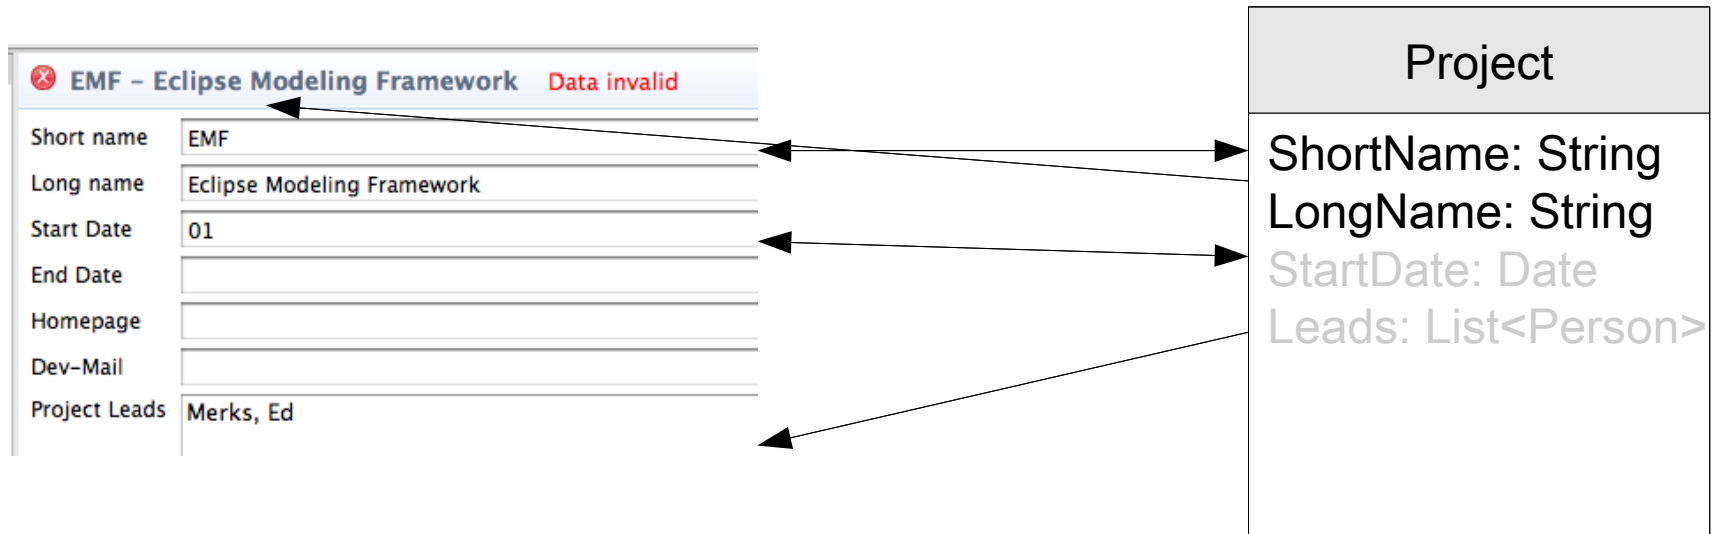 EMF – Eclipse Modeling Framework Data invalid
Short name EMF
Long name Eclipse Modeling Framework
Start Date 01
End Date
Homepage
Dev-Mail
Project Leads Merks, Ed
Project
ShortName: String
LongName: String
StartDate: Date
Leads: List<Person>